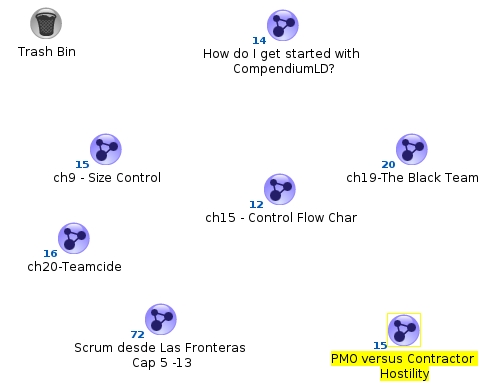 Trash Bin
14
How do I get started with
CompendiumLD?
15
ch9 - Size Control
20
ch19-The Black Team
12
ch15 - Control Flow Char
16
ch20-Teamcide
72
Scrum desde Las Fronteras
Cap 5 -13
15
PMO versus Contractor
Hostility